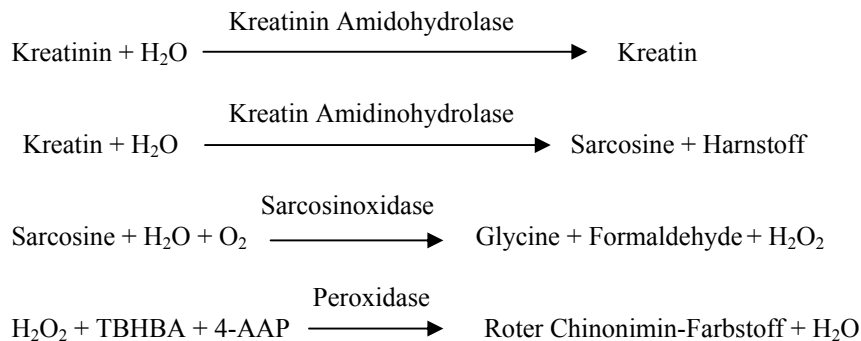 Kreatinin Amidohydrolase
Kreatinin + H₂O Kreatin
Kreatin Amidinohydrolase
Kreatin + H₂O Sarcosine + Harnstoff
Sarcosinoxidase
Sarcosine + H₂O + O₂ Glycine + Formaldehyde + H₂O₂
Peroxidase
H₂O₂ + TBHBA + 4-AAP Roter Chinonimin-Farbstoff + H₂O